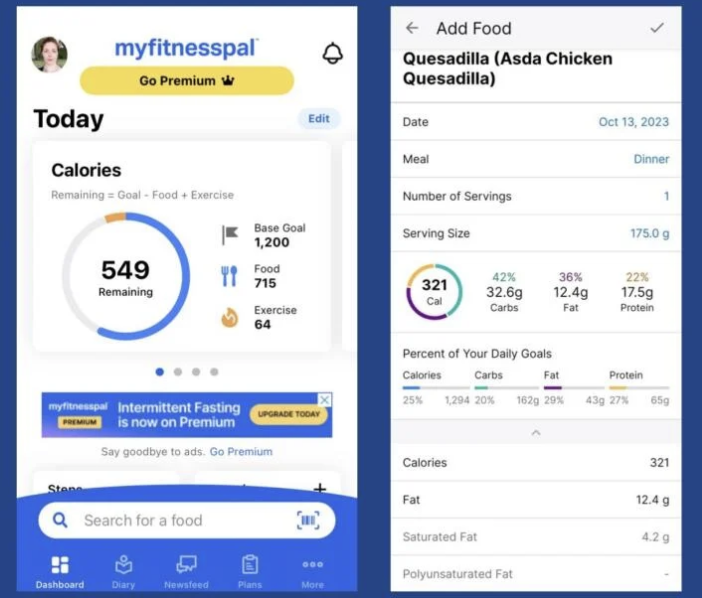 myfitnesspal
Go Premium
Today
Edit
Calories
Remaining = Goal - Food + Exercise
549
Remaining
Base Goal
1,200
Food
715
Exercise
64
myfitnesspal
PREMIUM
Intermittent Fasting
is now on Premium
UPGRADE TODAY
Say goodbye to ads. Go Premium
Search for a food
Dashboard
Diary
Newsfeed
Plans
More
Add Food
Quesadilla (Asda Chicken
Quesadilla)
Date Oct 13, 2023
Meal Dinner
Number of Servings 1
Serving Size 175.0 g
321
Cal
42% 36% 22%
32.6g 12.4g 17.5g
Carbs Fat Protein
Percent of Your Daily Goals
Calories Carbs Fat Protein
25% 1,294 20% 162g 29% 43g 27% 65g
Calories 321
Fat 12.4 g
Saturated Fat 4.2 g
Polyunsaturated Fat -